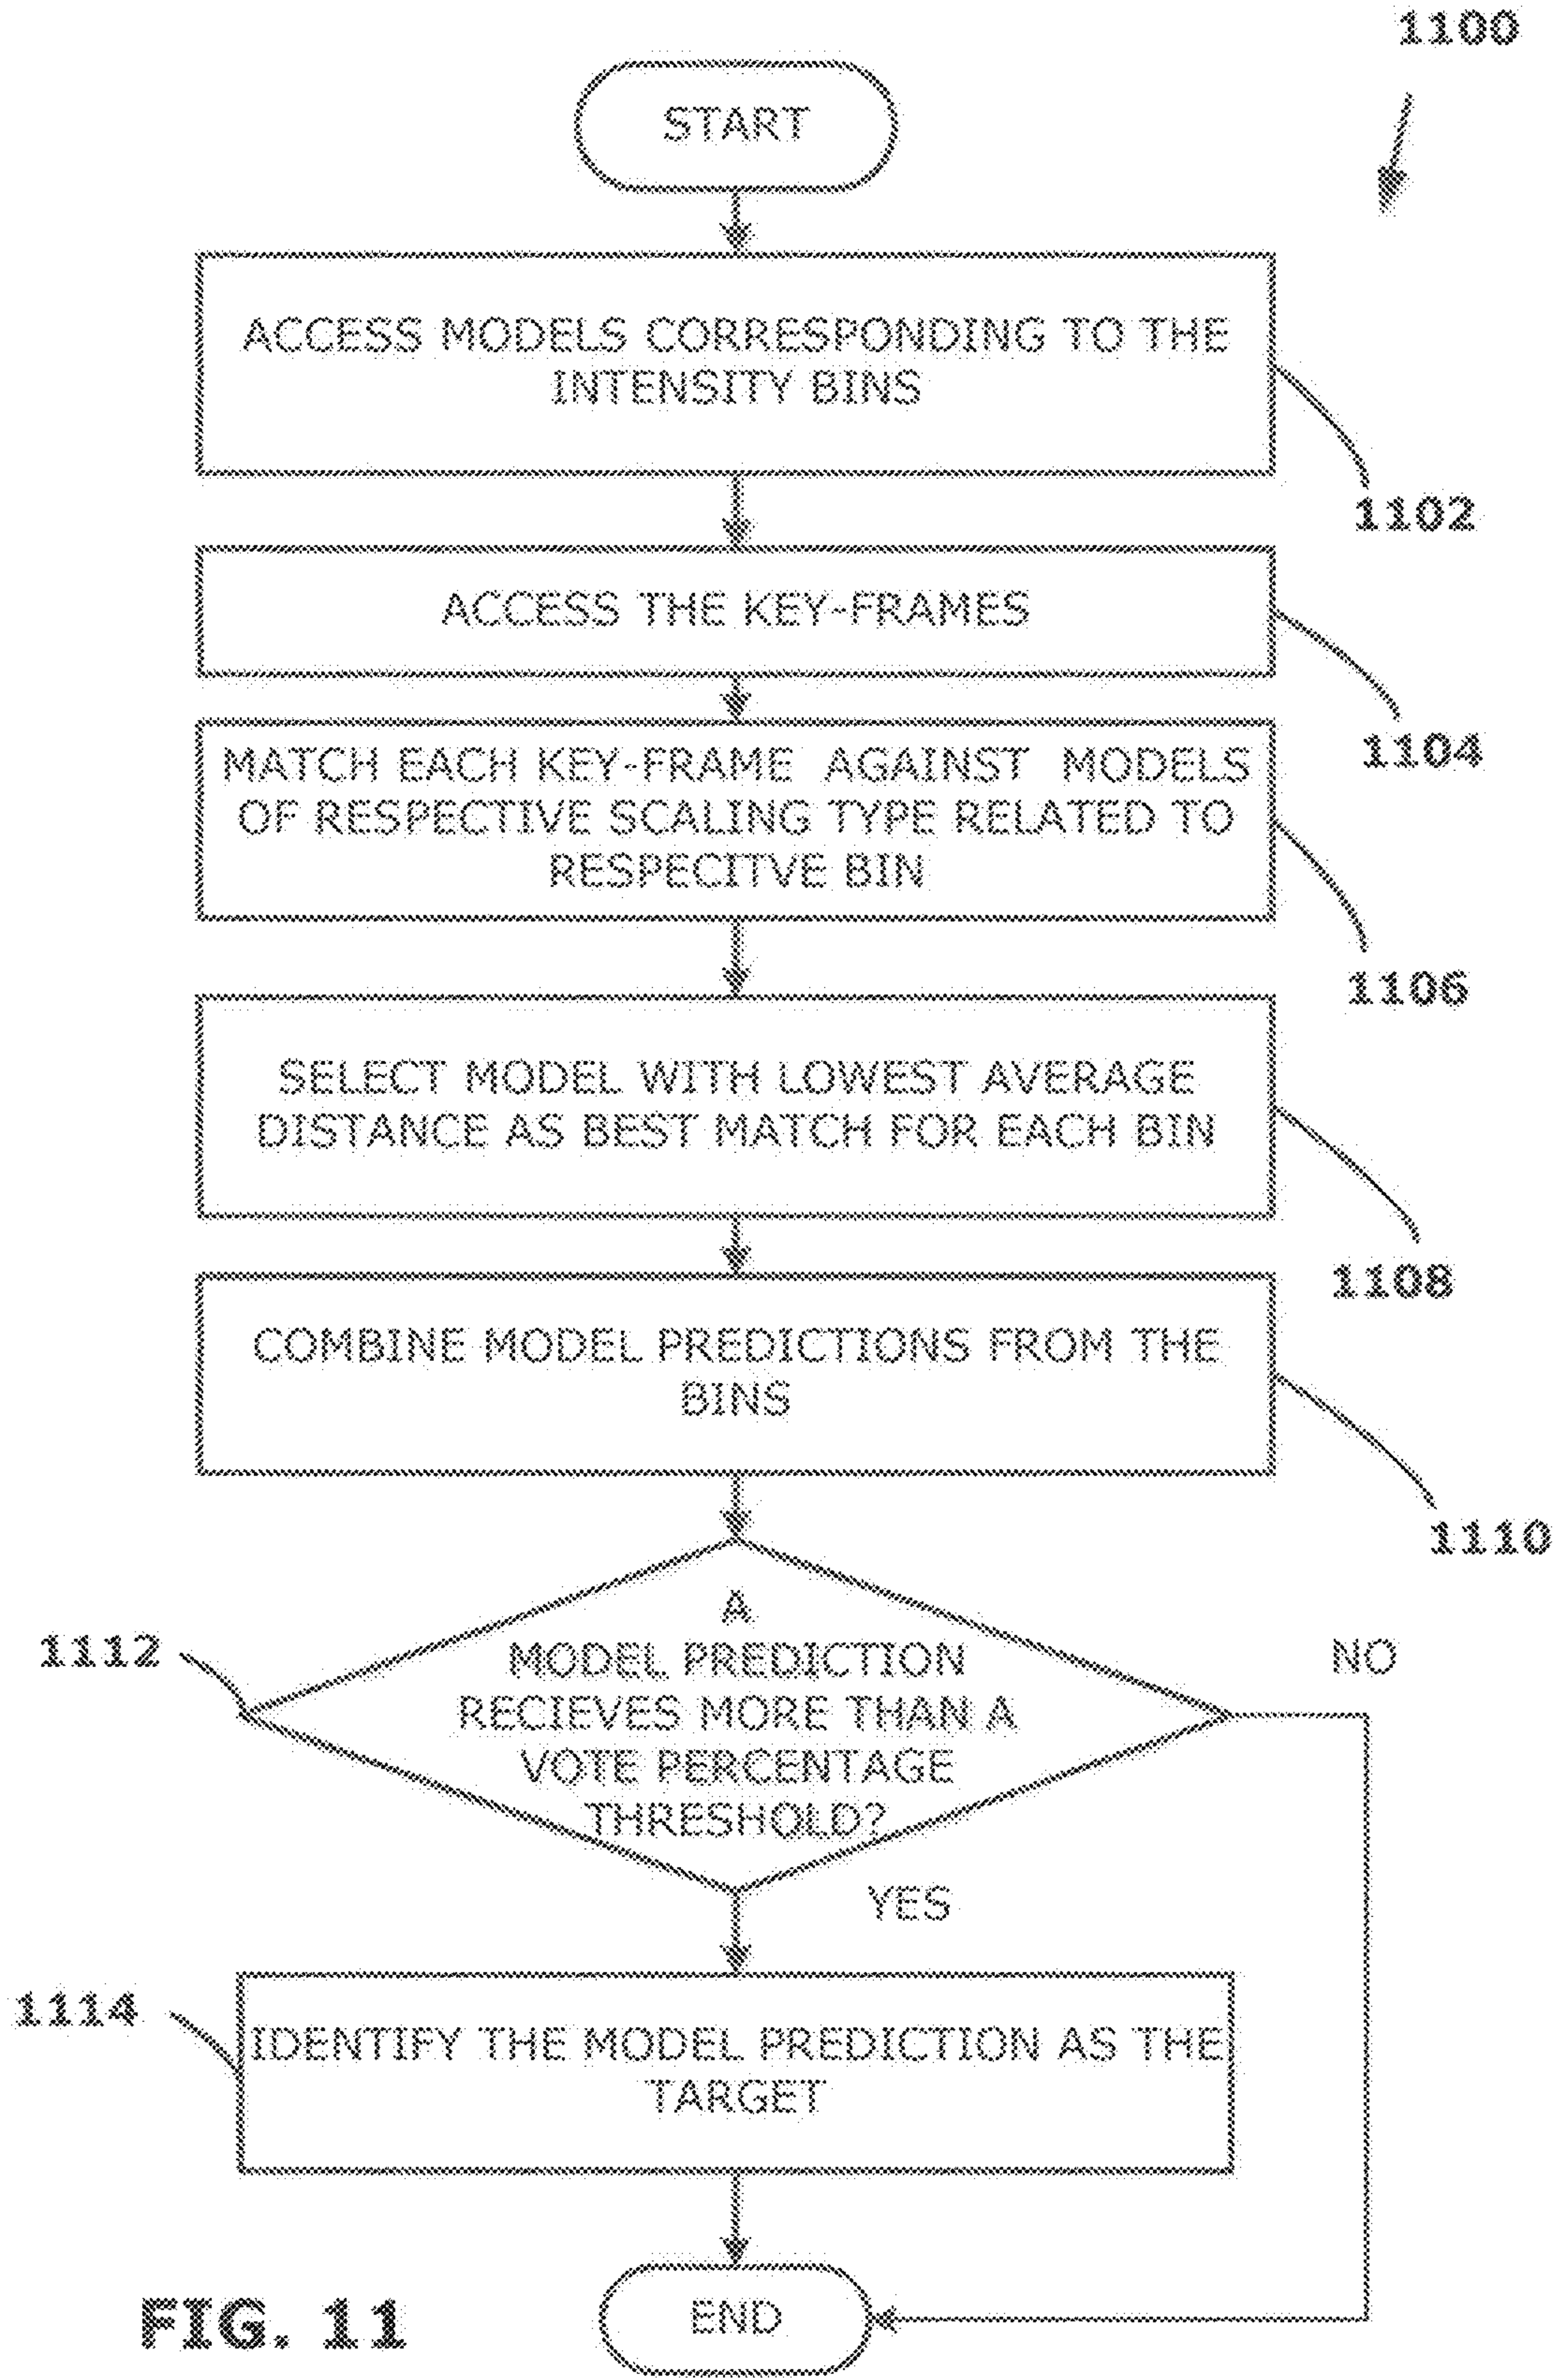 1100
START
ACCESS MODELS CORRESPONDING TO THE
INTENSITY BINS
1102
ACCESS THE KEY-FRAMES
1104
MATCH EACH KEY-FRAME AGAINST MODELS
OF RESPECTIVE SCALING TYPE RELATED TO
RESPECITVE BIN
1106
SELECT MODEL WITH LOWEST AVERAGE
DISTANCE AS BEST MATCH FOR EACH BIN
1108
COMBINE MODEL PREDICTIONS FROM THE
BINS
1110
1112
A
MODEL PREDICTION
RECIEVES MORE THAN A
VOTE PERCENTAGE
THRESHOLD?
NO
YES
1114
IDENTIFY THE MODEL PREDICTION AS THE
TARGET
END
FIG. 11